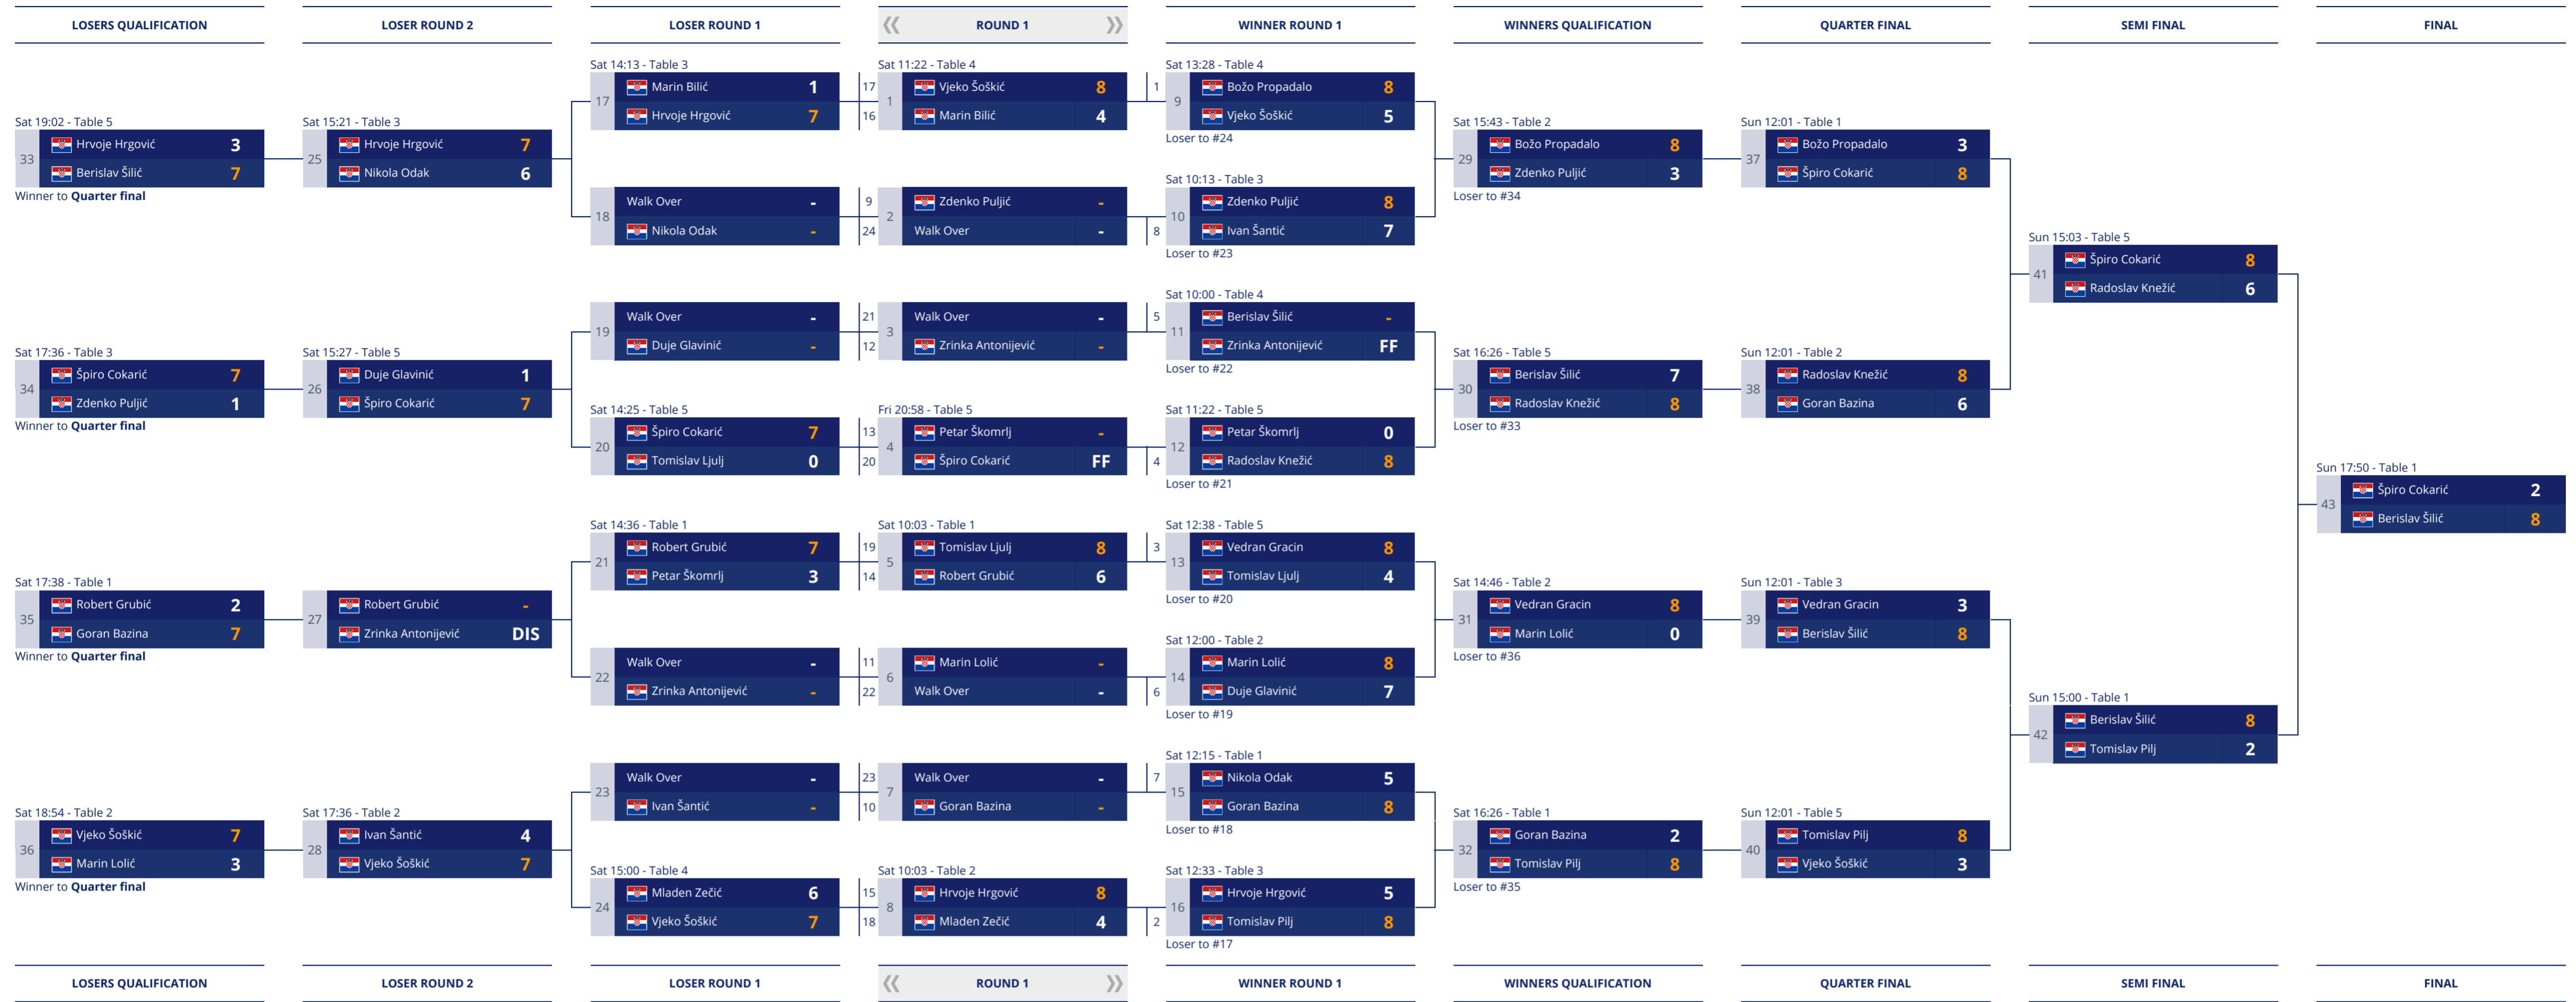 LOSERS QUALIFICATION
LOSER ROUND 2
LOSER ROUND 1
ROUND 1
WINNER ROUND 1
WINNERS QUALIFICATION
QUARTER FINAL
SEMI FINAL
FINAL
Sat 19:02 - Table 5
33
Hrvoje Hrgović 3
Berislav Šilić 7
Winner to Quarter final
Sat 17:36 - Table 3
34
Špiro Cokarić 7
Zdenko Puljić 1
Winner to Quarter final
Sat 17:38 - Table 1
35
Robert Grubić 2
Goran Bazina 7
Winner to Quarter final
Sat 18:54 - Table 2
36
Vjeko Šoškić 7
Marin Lolić 3
Winner to Quarter final
Sat 15:21 - Table 3
25
Hrvoje Hrgović 7
Nikola Odak 6
Sat 15:27 - Table 5
26
Duje Glavinić 1
Špiro Cokarić 7
27
Robert Grubić -
Zrinka Antonijević DIS
Sat 17:36 - Table 2
28
Ivan Šantić 4
Vjeko Šoškić 7
Sat 14:13 - Table 3
17
Marin Bilić 1
Hrvoje Hrgović 7
18
Walk Over -
Nikola Odak -
19
Walk Over -
Duje Glavinić -
Sat 14:25 - Table 5
20
Špiro Cokarić 7
Tomislav Ljulj 0
Sat 14:36 - Table 1
21
Robert Grubić 7
Petar Škomrlj 3
22
Walk Over -
Zrinka Antonijević -
23
Walk Over -
Ivan Šantić -
Sat 15:00 - Table 4
24
Mladen Zečić 6
Vjeko Šoškić 7
Sat 11:22 - Table 4
1
17 Vjeko Šoškić 8
16 Marin Bilić 4
2
9 Zdenko Puljić -
24 Walk Over -
3
21 Walk Over -
12 Zrinka Antonijević -
Fri 20:58 - Table 5
4
13 Petar Škomrlj -
20 Špiro Cokarić FF
Sat 10:03 - Table 1
5
19 Tomislav Ljulj 8
14 Robert Grubić 6
6
11 Marin Lolić -
22 Walk Over -
7
23 Walk Over -
10 Goran Bazina -
Sat 10:03 - Table 2
8
15 Hrvoje Hrgović 8
18 Mladen Zečić 4
Sat 13:28 - Table 4
9
1 Božo Propadalo 8
Vjeko Šoškić 5
Loser to #24
Sat 10:13 - Table 3
10
Zdenko Puljić 8
8 Ivan Šantić 7
Loser to #23
Sat 10:00 - Table 4
11
5 Berislav Šilić -
Zrinka Antonijević FF
Loser to #22
Sat 11:22 - Table 5
12
Petar Škomrlj 0
4 Radoslav Knežić 8
Loser to #21
Sat 12:38 - Table 5
13
3 Vedran Gracin 8
Tomislav Ljulj 4
Loser to #20
Sat 12:00 - Table 2
14
Marin Lolić 8
6 Duje Glavinić 7
Loser to #19
Sat 12:15 - Table 1
15
7 Nikola Odak 5
Goran Bazina 8
Loser to #18
Sat 12:33 - Table 3
16
Hrvoje Hrgović 5
2 Tomislav Pilj 8
Loser to #17
Sat 15:43 - Table 2
29
Božo Propadalo 8
Zdenko Puljić 3
Loser to #34
Sat 16:26 - Table 5
30
Berislav Šilić 7
Radoslav Knežić 8
Loser to #33
Sat 14:46 - Table 2
31
Vedran Gracin 8
Marin Lolić 0
Loser to #36
Sat 16:26 - Table 1
32
Goran Bazina 2
Tomislav Pilj 8
Loser to #35
Sun 12:01 - Table 1
37
Božo Propadalo 3
Špiro Cokarić 8
Sun 12:01 - Table 2
38
Radoslav Knežić 8
Goran Bazina 6
Sun 12:01 - Table 3
39
Vedran Gracin 3
Berislav Šilić 8
Sun 12:01 - Table 5
40
Tomislav Pilj 8
Vjeko Šoškić 3
Sun 15:03 - Table 5
41
Špiro Cokarić 8
Radoslav Knežić 6
Sun 15:00 - Table 1
42
Berislav Šilić 8
Tomislav Pilj 2
Sun 17:50 - Table 1
43
Špiro Cokarić 2
Berislav Šilić 8
LOSERS QUALIFICATION
LOSER ROUND 2
LOSER ROUND 1
ROUND 1
WINNER ROUND 1
WINNERS QUALIFICATION
QUARTER FINAL
SEMI FINAL
FINAL